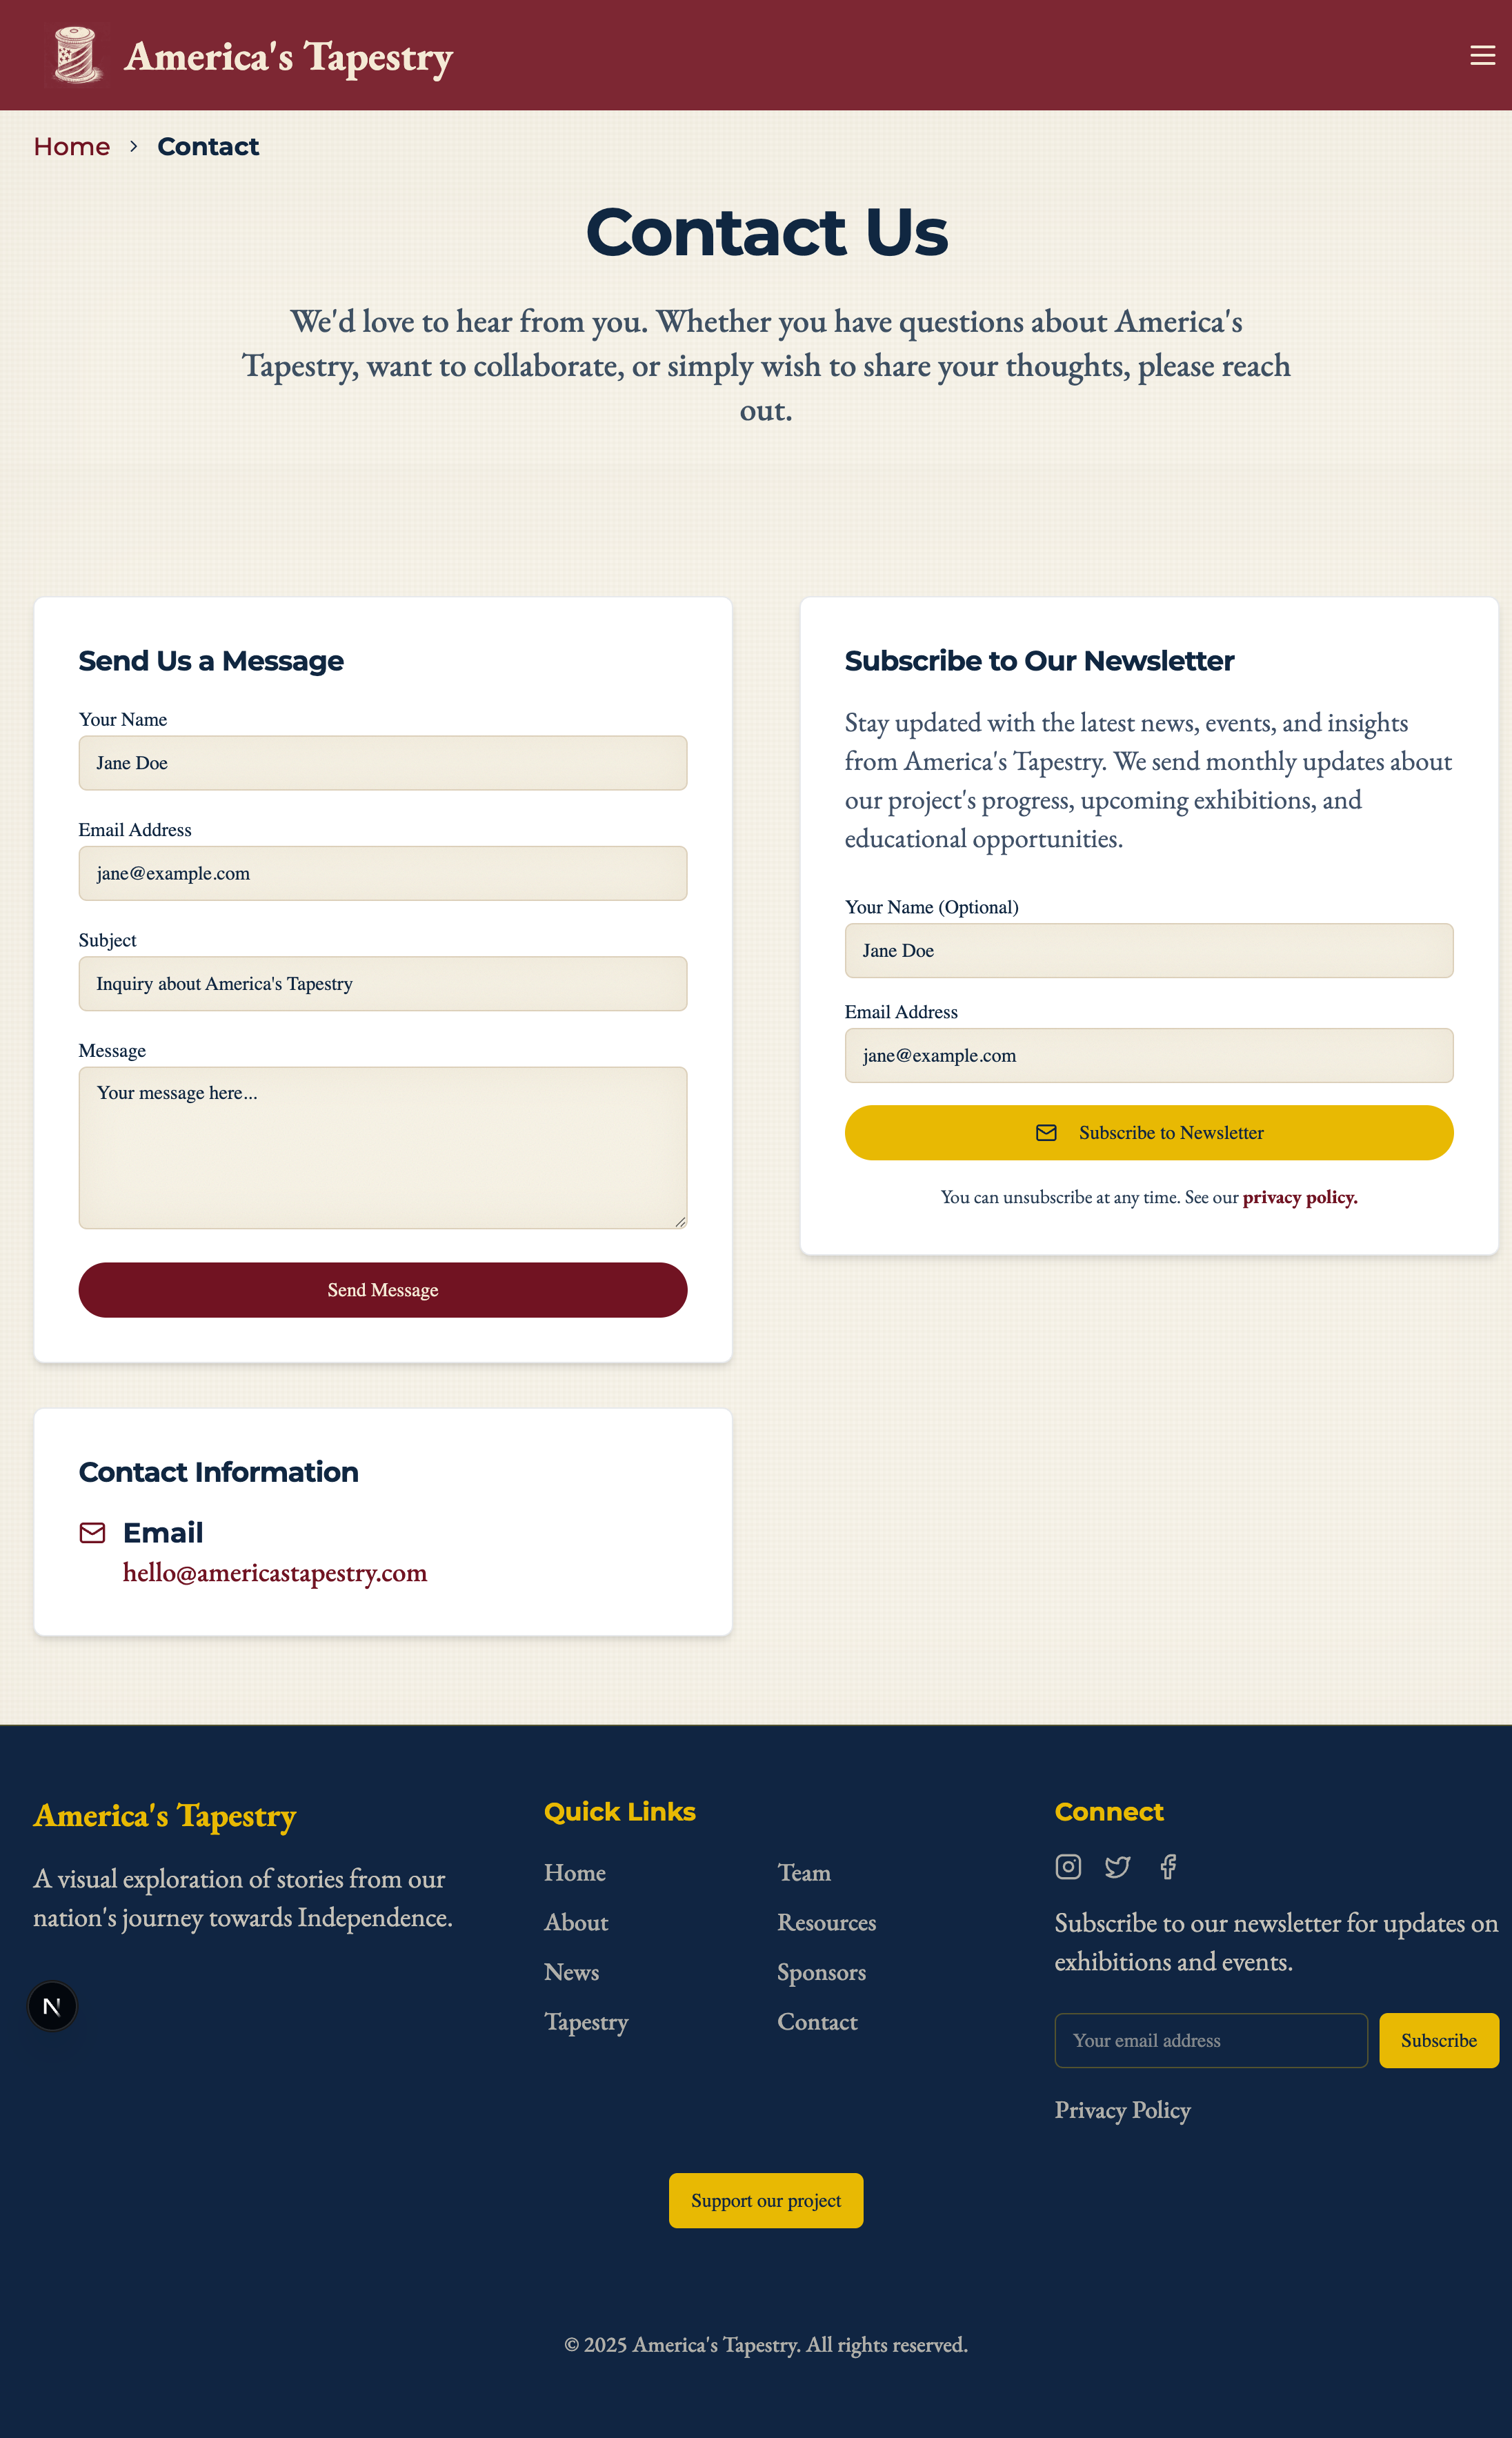 America's Tapestry
Home > Contact
Contact Us
We'd love to hear from you. Whether you have questions about America's
Tapestry, want to collaborate, or simply wish to share your thoughts, please reach
out.
Send Us a Message
Your Name
Jane Doe
Email Address
jane@example.com
Subject
Inquiry about America's Tapestry
Message
Your message here...
Send Message
Contact Information
Email
hello@americastapestry.com
Subscribe to Our Newsletter
Stay updated with the latest news, events, and insights
from America's Tapestry. We send monthly updates about
our project's progress, upcoming exhibitions, and
educational opportunities.
Your Name (Optional)
Jane Doe
Email Address
jane@example.com
Subscribe to Newsletter
You can unsubscribe at any time. See our privacy policy.
America's Tapestry
A visual exploration of stories from our
nation's journey towards Independence.
N
Quick Links
Home
About
News
Tapestry
Team
Resources
Sponsors
Contact
Connect
Subscribe to our newsletter for updates on
exhibitions and events.
Your email address
Subscribe
Privacy Policy
Support our project
© 2025 America's Tapestry. All rights reserved.